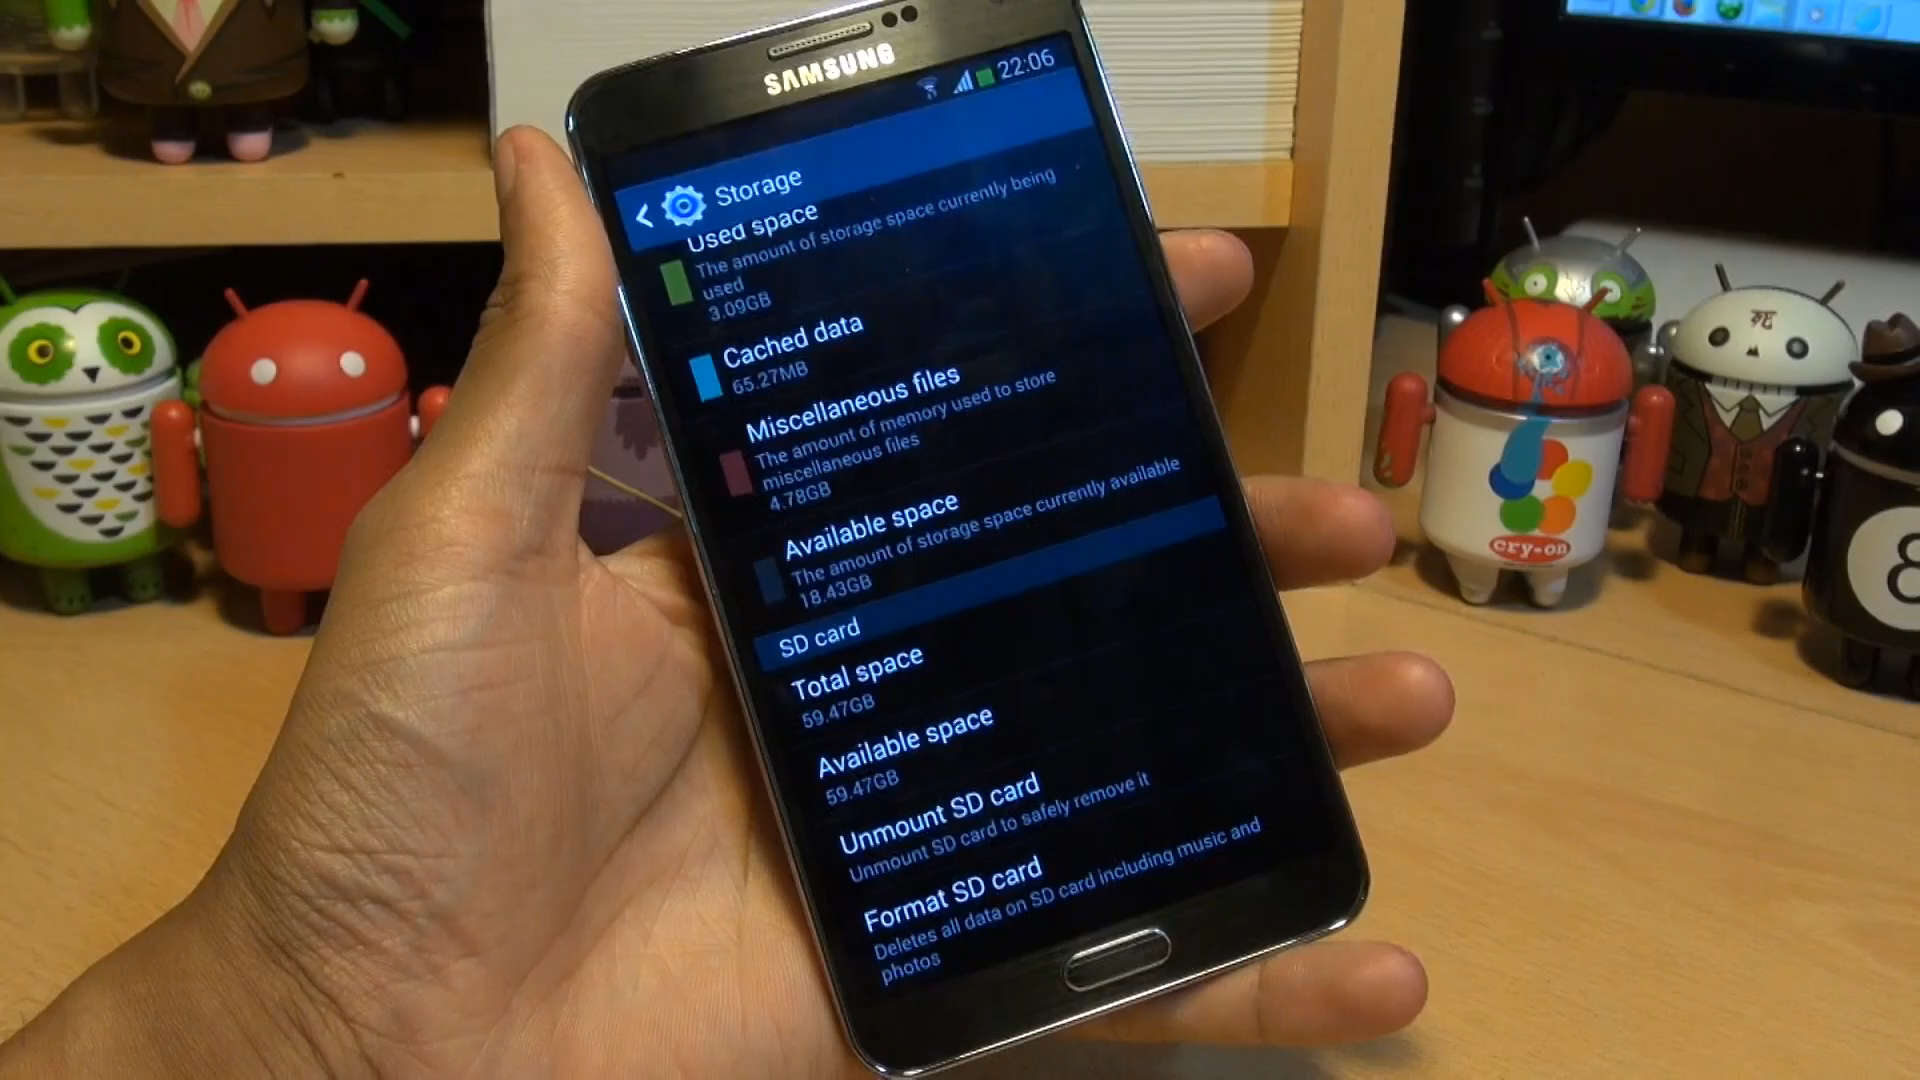 SAMSUNG
22:06
Storage
Used space
The amount of storage space currently being
used
3.09GB
Cached data
65.27MB
Miscellaneous files
The amount of memory used to store
miscellaneous files
4.78GB
Available space
The amount of storage space currently available
18.43GB
SD card
Total space
59.47GB
Available space
59.47GB
Unmount SD card
Unmount SD card to safely remove it
Format SD card
Deletes all data on SD card including music and
photos
死
cry-on
8